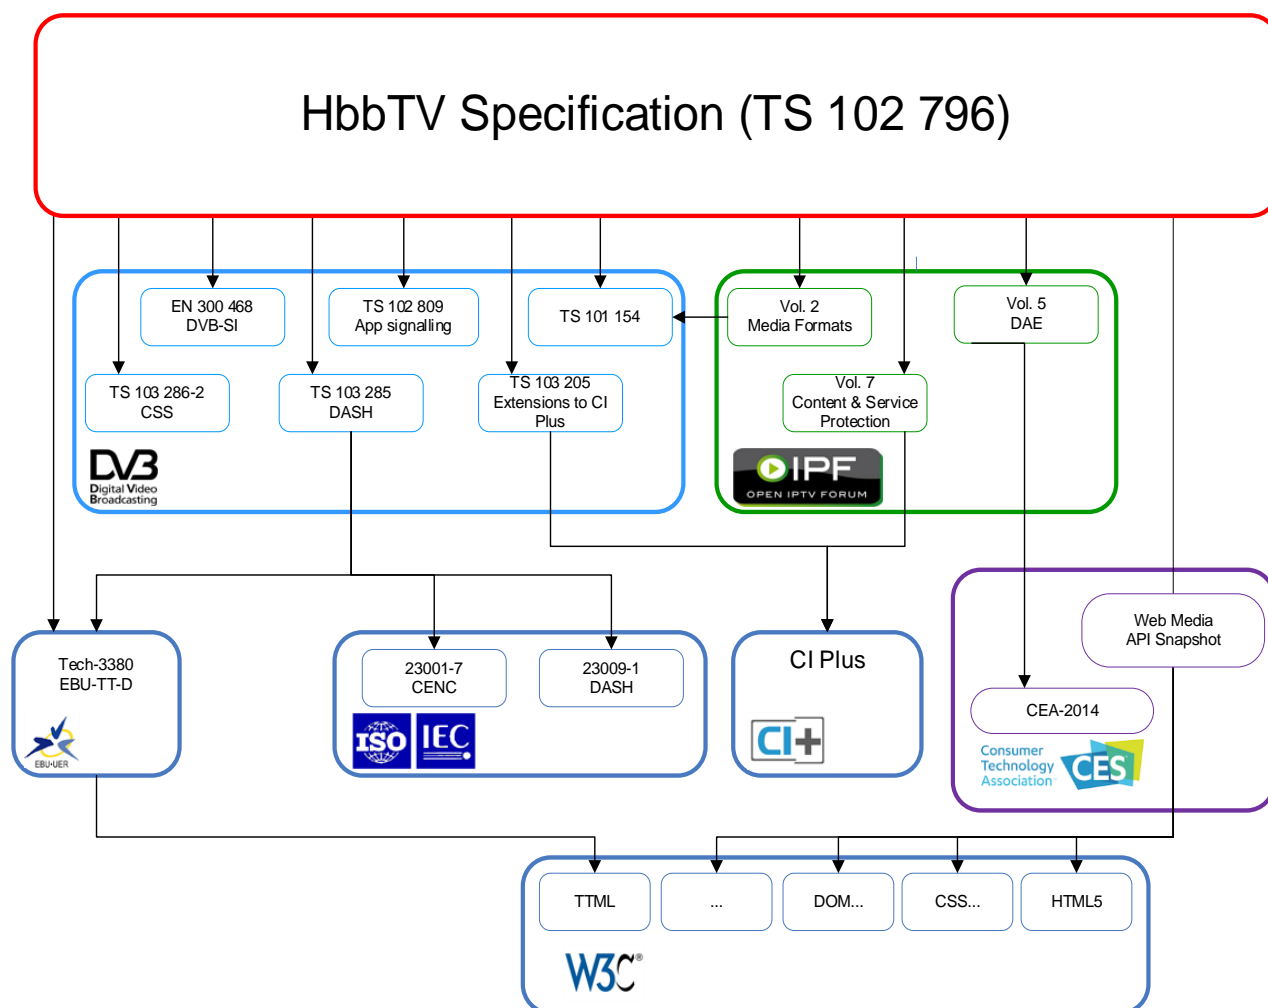 HbbTV Specification (TS 102 796)
EN 300 468
DVB-SI
TS 102 809
App signalling
TS 101 154
Vol. 2
Media Formats
Vol. 5
DAE
TS 103 286-2
CSS
TS 103 285
DASH
TS 103 205
Extensions to CI
Plus
Vol. 7
Content & Service
Protection
DVB
Digital Video
Broadcasting
OIPF
OPEN IPTV FORUM
Tech-3380
EBU-TT-D
EBU·UER
23001-7
CENC
23009-1
DASH
ISO
IEC
CI Plus
CI+
Web Media
API Snapshot
CEA-2014
Consumer
Technology
Association
CES
TTML
...
DOM...
CSS...
HTML5
W3C®